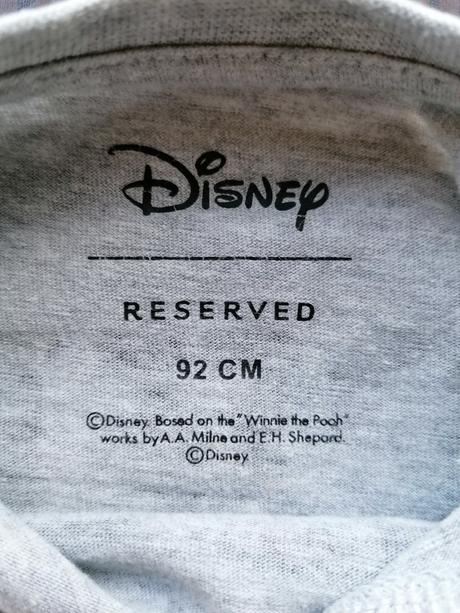 Disney
RESERVED
92 CM
©Disney. Based on the "Winnie the Pooh"
works by A.A. Milne and E.H. Shepard.
©Disney